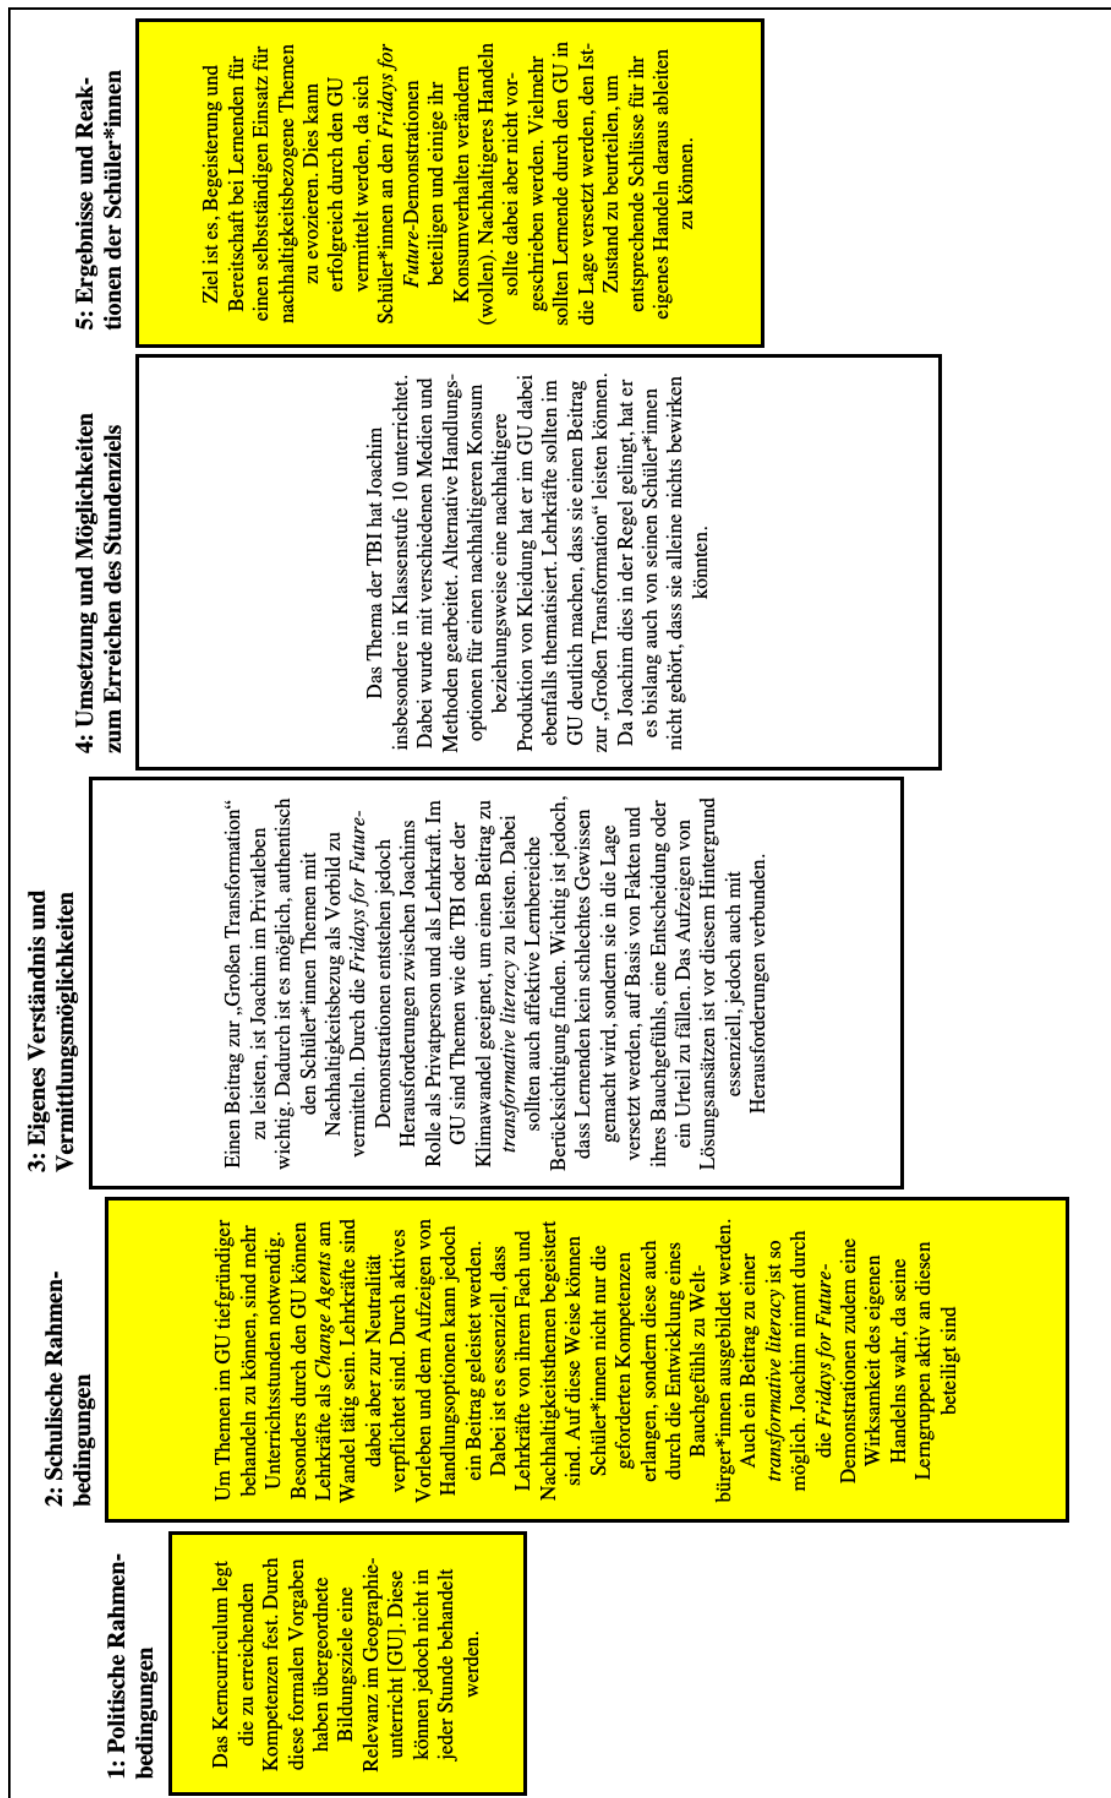 1: Politische Rahmen-
bedingungen
Das Kerncurriculum legt
die zu erreichenden
Kompetenzen fest. Durch
diese formalen Vorgaben
haben übergeordnete
Bildungsziele eine
Relevanz im Geographie-
unterricht [GU]. Diese
können jedoch nicht in
jeder Stunde behandelt
werden.
2: Schulische Rahmen-
bedingungen
Um Themen im GU tiefgründiger
behandeln zu können, sind mehr
Unterrichtsstunden notwendig.
Besonders durch den GU können
Lehrkräfte als Change Agents am
Wandel tätig sein. Lehrkräfte sind
dabei aber zur Neutralität
verpflichtet sind. Durch aktives
Vorleben und dem Aufzeigen von
Handlungsoptionen kann jedoch
ein Beitrag geleistet werden.
Dabei ist es essenziell, dass
Lehrkräfte von ihrem Fach und
Nachhaltigkeitsthemen begeistert
sind. Auf diese Weise können
Schüler*innen nicht nur die
geforderten Kompetenzen
erlangen, sondern diese auch
durch die Entwicklung eines
Bauchgefühls zu Welt-
bürger*innen ausgebildet werden.
Auch ein Beitrag zu einer
transformative literacy ist so
möglich. Joachim nimmt durch
die Fridays for Future-
Demonstrationen zudem eine
Wirksamkeit des eigenen
Handelns wahr, da seine
Lerngruppen aktiv an diesen
beteiligt sind
3: Eigenes Verständnis und
Vermittlungsmöglichkeiten
Einen Beitrag zur „Großen Transformation“
zu leisten, ist Joachim im Privatleben
wichtig. Dadurch ist es möglich, authentisch
den Schüler*innen Themen mit
Nachhaltigkeitsbezug als Vorbild zu
vermitteln. Durch die Fridays for Future-
Demonstrationen entstehen jedoch
Herausforderungen zwischen Joachims
Rolle als Privatperson und als Lehrkraft. Im
GU sind Themen wie die TBI oder der
Klimawandel geeignet, um einen Beitrag zu
transformative literacy zu leisten. Dabei
sollten auch affektive Lernbereiche
Berücksichtigung finden. Wichtig ist jedoch,
dass Lernenden kein schlechtes Gewissen
gemacht wird, sondern sie in die Lage
versetzt werden, auf Basis von Fakten und
ihres Bauchgefühls, eine Entscheidung oder
ein Urteil zu fällen. Das Aufzeigen von
Lösungsansätzen ist vor diesem Hintergrund
essenziell, jedoch auch mit
Herausforderungen verbunden.
4: Umsetzung und Möglichkeiten
zum Erreichen des Stundenziels
Das Thema der TBI hat Joachim
insbesondere in Klassenstufe 10 unterrichtet.
Dabei wurde mit verschiedenen Medien und
Methoden gearbeitet. Alternative Handlungs-
optionen für einen nachhaltigeren Konsum
beziehungsweise eine nachhaltigere
Produktion von Kleidung hat er im GU dabei
ebenfalls thematisiert. Lehrkräfte sollten im
GU deutlich machen, dass sie einen Beitrag
zur „Großen Transformation“ leisten können.
Da Joachim dies in der Regel gelingt, hat er
es bislang auch von seinen Schüler*innen
nicht gehört, dass sie alleine nichts bewirken
könnten.
5: Ergebnisse und Reak-
tionen der Schüler*innen
Ziel ist es, Begeisterung und
Bereitschaft bei Lernenden für
einen selbstständigen Einsatz für
nachhaltigkeitsbezogene Themen
zu evozieren. Dies kann
erfolgreich durch den GU
vermittelt werden, da sich
Schüler*innen an den Fridays for
Future-Demonstrationen
beteiligen und einige ihr
Konsumverhalten verändern
(wollen). Nachhaltigeres Handeln
sollte dabei aber nicht vor-
geschrieben werden. Vielmehr
sollten Lernende durch den GU in
die Lage versetzt werden, den Ist-
Zustand zu beurteilen, um
entsprechende Schlüsse für ihr
eigenes Handeln daraus ableiten
zu können.